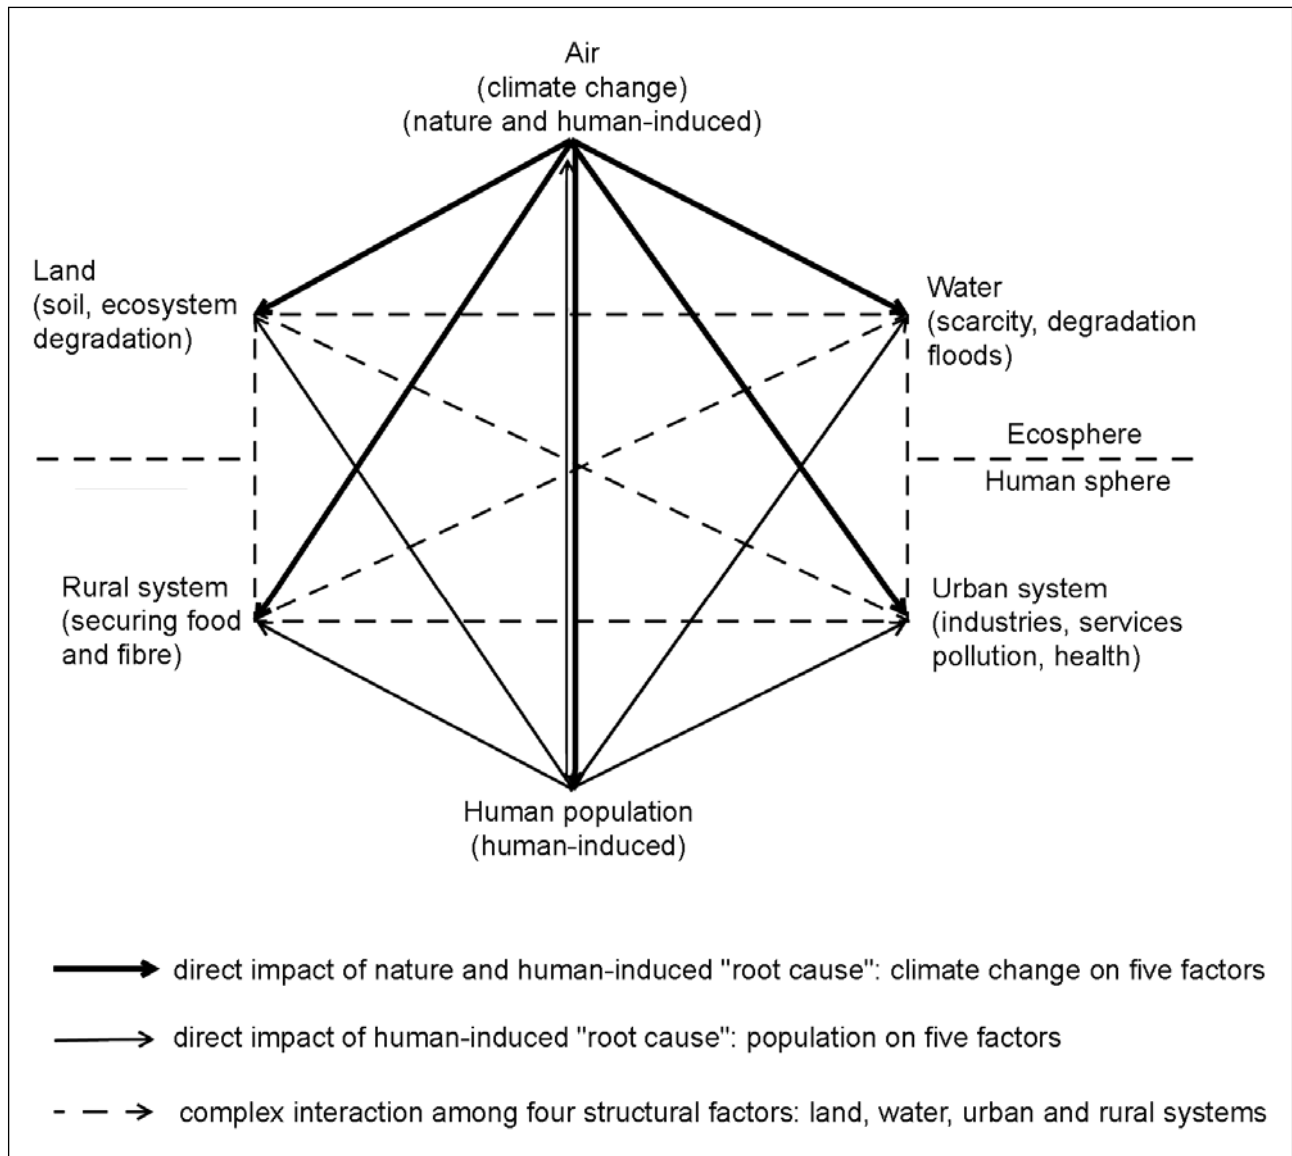 Air
(climate change)
(nature and human-induced)
Land
(soil, ecosystem
degradation)
Water
(scarcity, degradation
floods)
Ecosphere
Human sphere
Rural system
(securing food
and fibre)
Urban system
(industries, services
pollution, health)
Human population
(human-induced)
direct impact of nature and human-induced "root cause": climate change on five factors
direct impact of human-induced "root cause": population on five factors
complex interaction among four structural factors: land, water, urban and rural systems